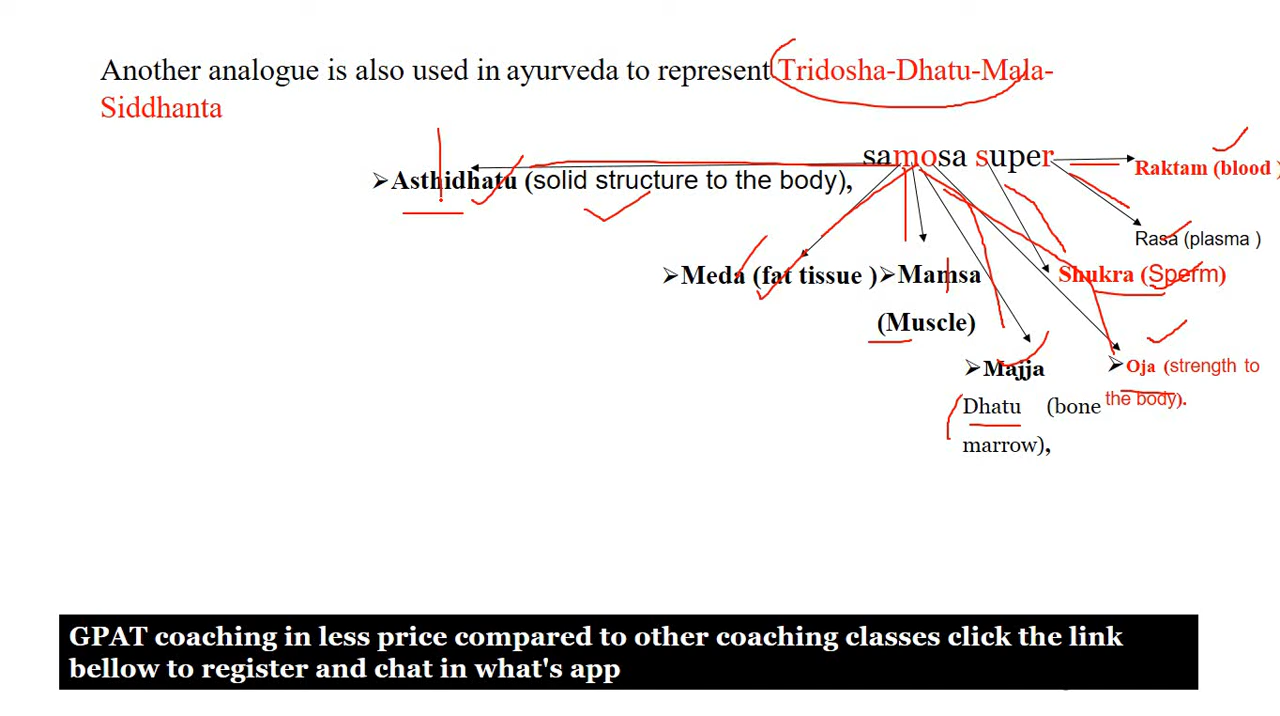 Another analogue is also used in ayurveda to represent Tridosha-Dhatu-Mala-
Siddhanta
samosa super
Raktam (blood )
➢Asthidhatu (solid structure to the body),
Rasa (plasma )
➢Meda (fat tissue )
➢Mamsa
(Muscle)
Shukra (Sperm)
➢Majja
Dhatu (bone
marrow),
➢Oja (strength to
the body).
GPAT coaching in less price compared to other coaching classes click the link
bellow to register and chat in what's app